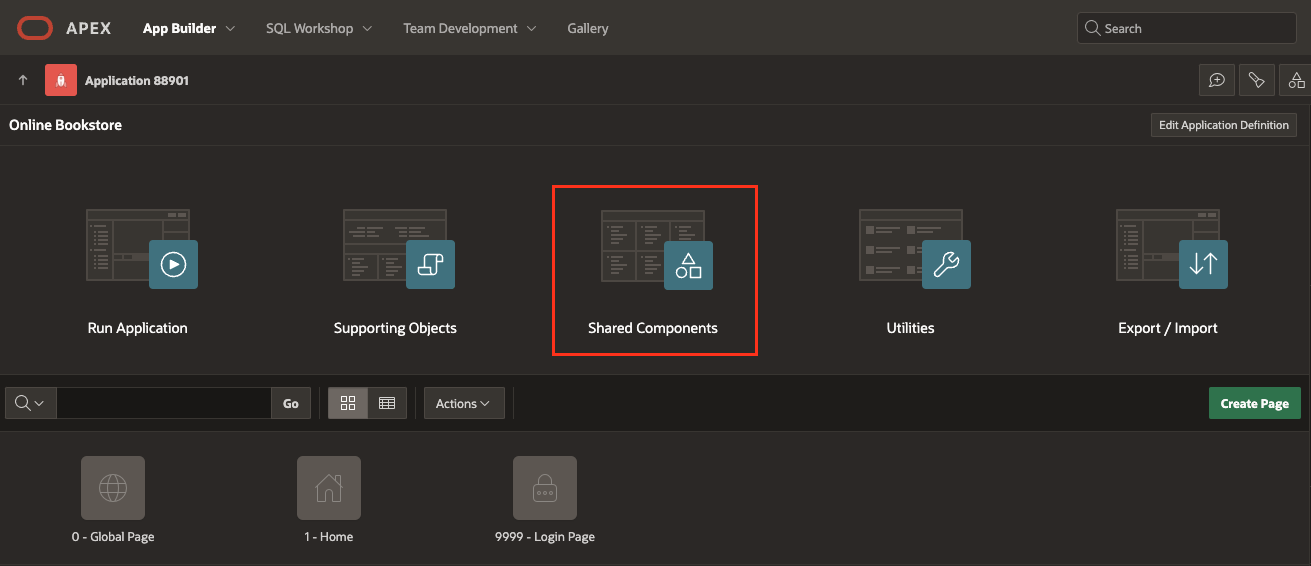 APEX App Builder SQL Workshop Team Development Gallery Search
Application 88901
Online Bookstore Edit Application Definition
Run Application Supporting Objects Shared Components Utilities Export / Import
Go Actions Create Page
0 - Global Page 1 - Home 9999 - Login Page